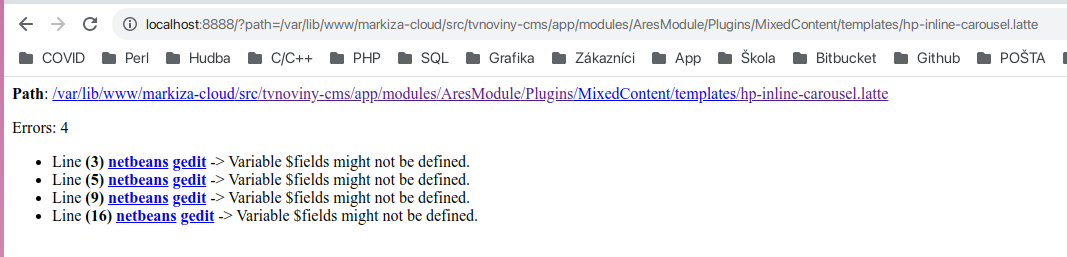 localhost:8888/?path=/var/lib/www/markiza-cloud/src/tvnoviny-cms/app/modules/AresModule/Plugins/MixedContent/templates/hp-inline-carousel.latte
COVID Perl Hudba C/C++ PHP SQL Grafika Zákazníci App Škola Bitbucket Github POŠTA
Path: /var/lib/www/markiza-cloud/src/tvnoviny-cms/app/modules/AresModule/Plugins/MixedContent/templates/hp-inline-carousel.latte
Errors: 4
• Line (3) netbeans gedit -> Variable $fields might not be defined.
• Line (5) netbeans gedit -> Variable $fields might not be defined.
• Line (9) netbeans gedit -> Variable $fields might not be defined.
• Line (16) netbeans gedit -> Variable $fields might not be defined.